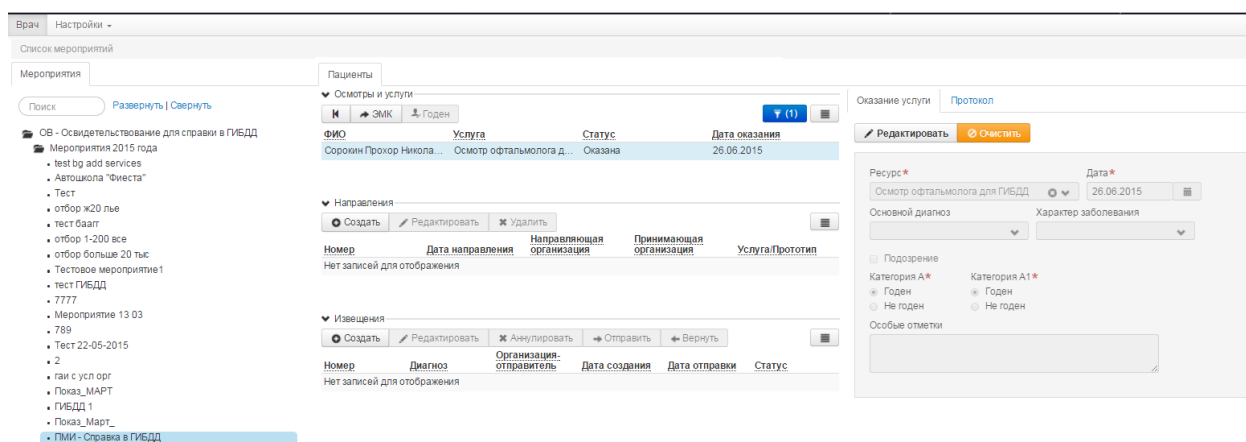 Врач Настройки
Список мероприятий
Мероприятия
Поиск Развернуть | Свернуть
ОВ - Освидетельствование для справки в ГИБДД
Мероприятия 2015 года
test bg add services
Автошкола "Фиеста"
Тест
отбор ж20 лье
тест баагг
отбор 1-200 все
отбор больше 20 тыс
Тестовое мероприятие1
тест ГИБДД
7777
Мероприятие 13 03
789
Тест 22-05-2015
2
гаи с усл орг
Показ_МАРТ
ГИБДД 1
Показ_Март_
ПМИ - Справка в ГИБДД
Пациенты
Осмотры и услуги
ЭМК Годен (1)
ФИО Услуга Статус Дата оказания
Сорокин Прохор Никола... Осмотр офтальмолога д... Оказана 26.06.2015
Направления
Создать Редактировать Удалить
Номер Дата направления Направляющая организация Принимающая организация Услуга/Прототип
Нет записей для отображения
Извещения
Создать Редактировать Аннулировать Отправить Вернуть
Номер Диагноз Организация-отправитель Дата создания Дата отправки Статус
Нет записей для отображения
Оказание услуги Протокол
Редактировать Очистить
Ресурс* Дата*
Осмотр офтальмолога для ГИБДД 26.06.2015
Основной диагноз Характер заболевания
Подозрение
Категория A* Категория A1*
Годен Годен
Не годен Не годен
Особые отметки